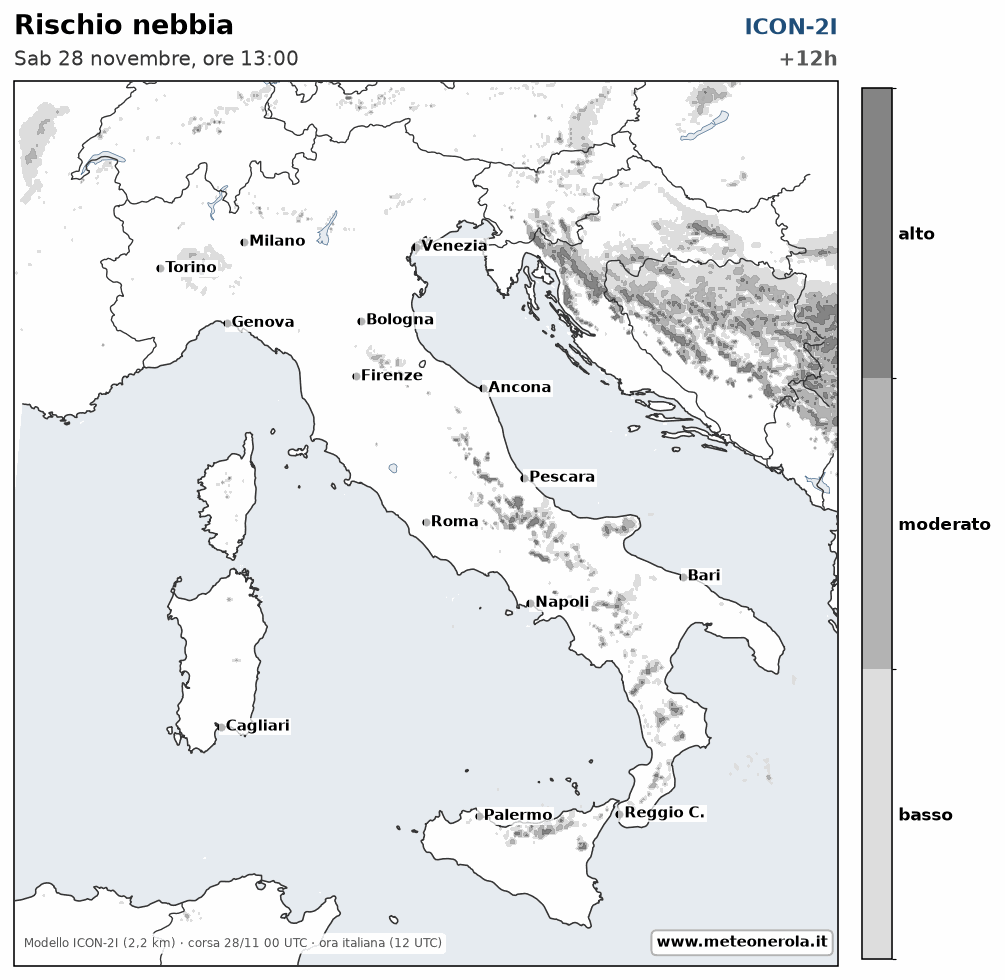 Rischio nebbia
ICON-2I
Sab 28 novembre, ore 13:00
+12h
alto
Milano
Venezia
Torino
Genova
Bologna
Firenze
Ancona
Pescara
Roma
moderato
Bari
Napoli
Cagliari
Palermo
Reggio C.
basso
Modello ICON-2I (2,2 km) · corsa 28/11 00 UTC · ora italiana (12 UTC)
www.meteonerola.it